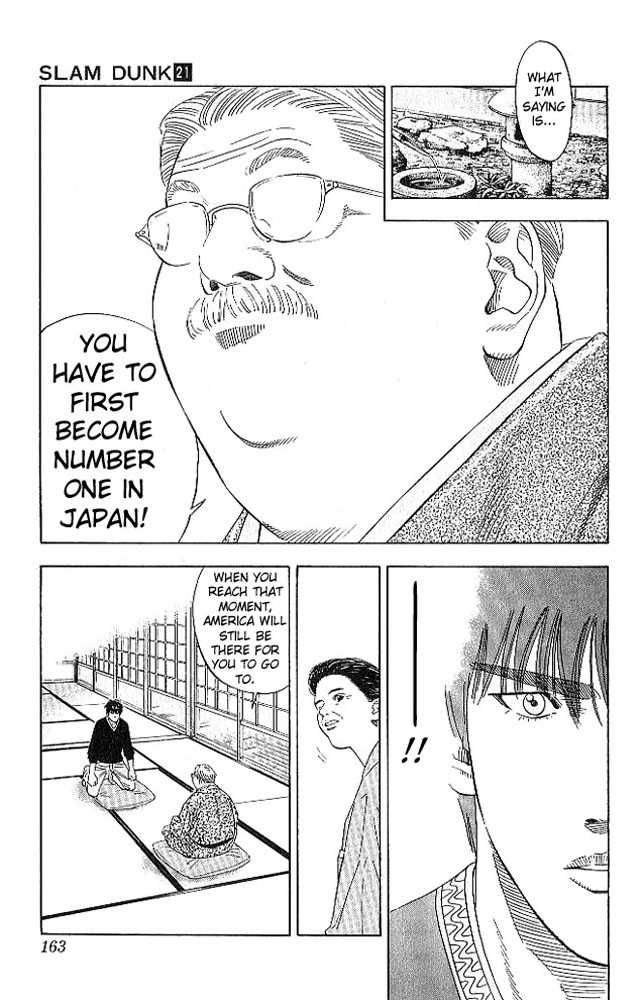 SLAM DUNK 21
WHAT
I'M
SAYING
IS...
YOU
HAVE TO
FIRST
BECOME
NUMBER
ONE IN
JAPAN!
!!
WHEN YOU
REACH THAT
MOMENT,
AMERICA WILL
STILL BE
THERE FOR
YOU TO GO
TO.
163